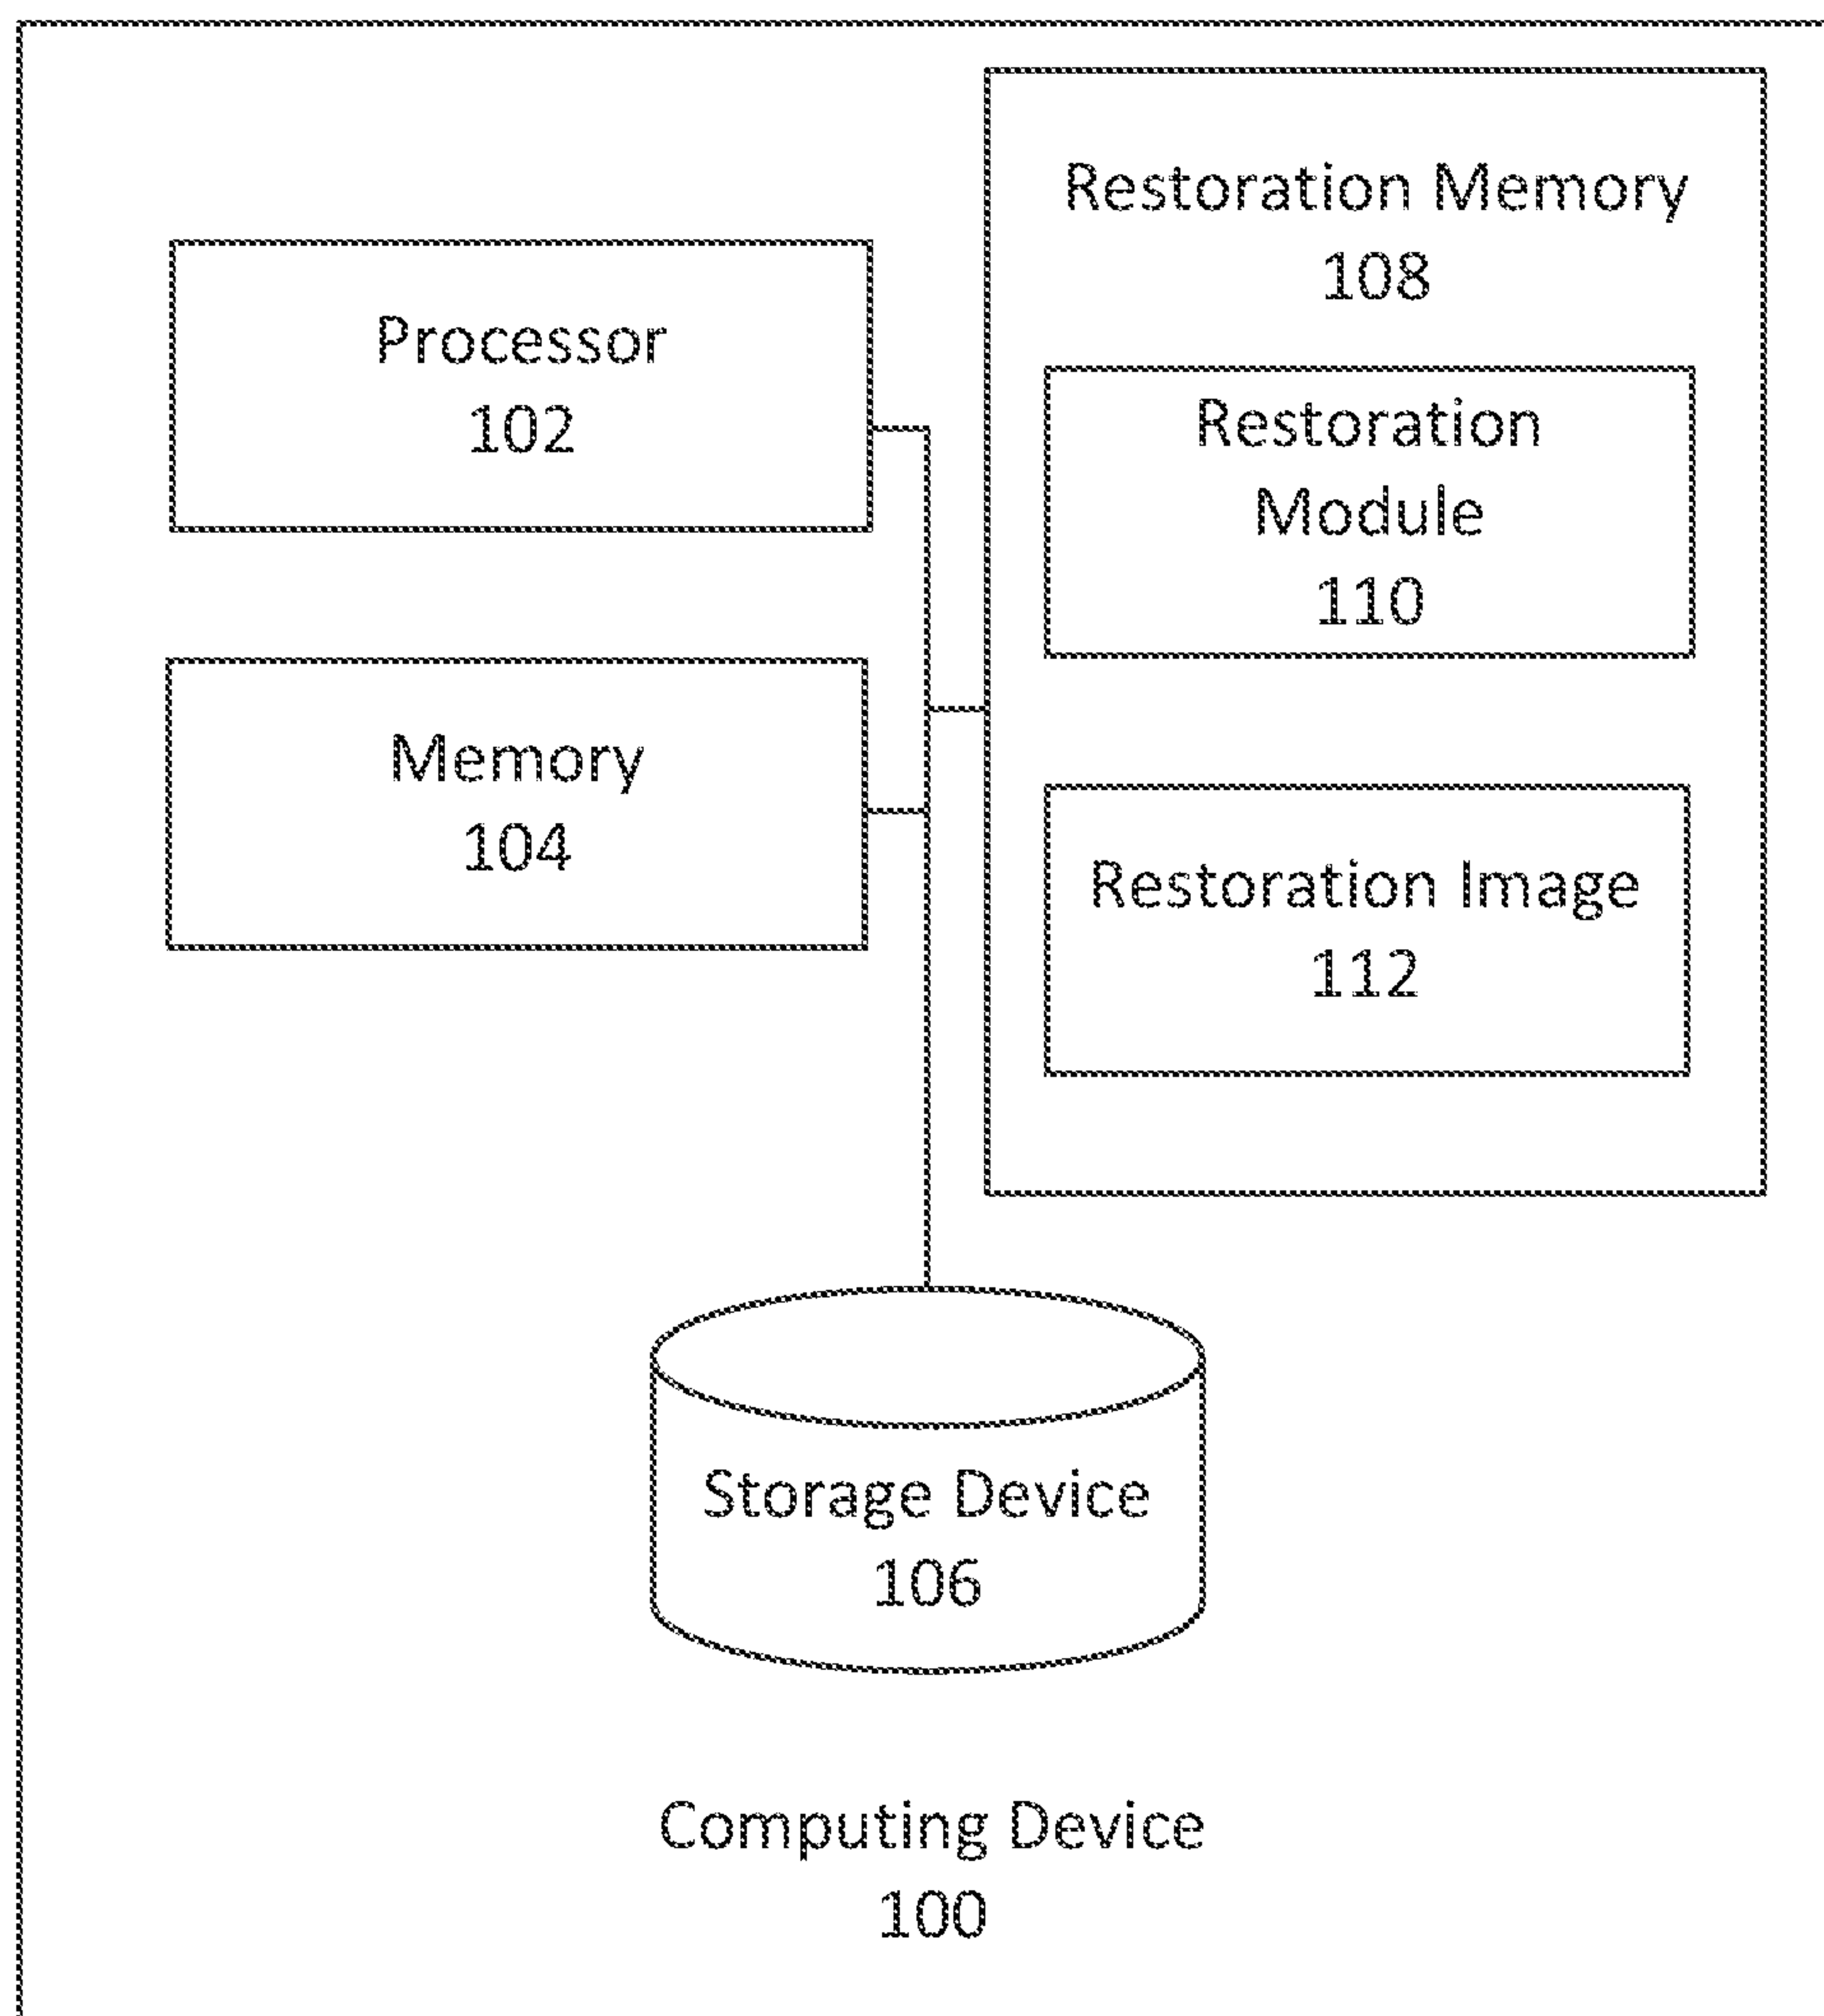 Processor
102
Memory
104
Restoration Memory
108
Restoration
Module
110
Restoration Image
112
Storage Device
106
Computing Device
100